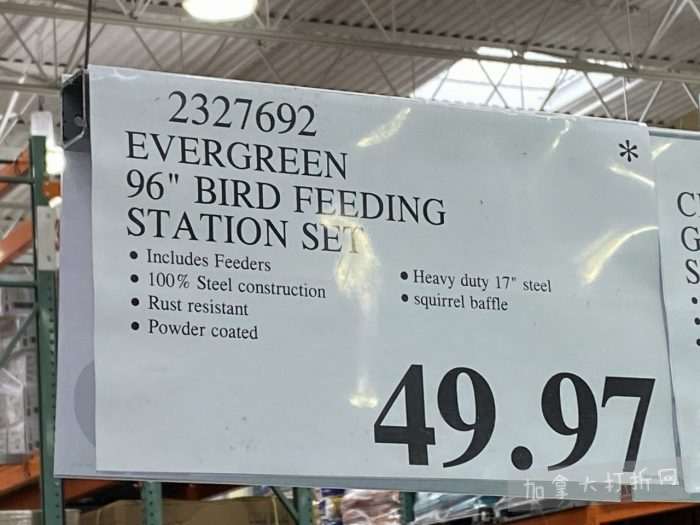 2327692
*
EVERGREEN
96" BIRD FEEDING
STATION SET
• Includes Feeders
• 100% Steel construction
• Rust resistant
• Powder coated
• Heavy duty 17" steel
• squirrel baffle
49.97
C
G
S
加拿大打折网